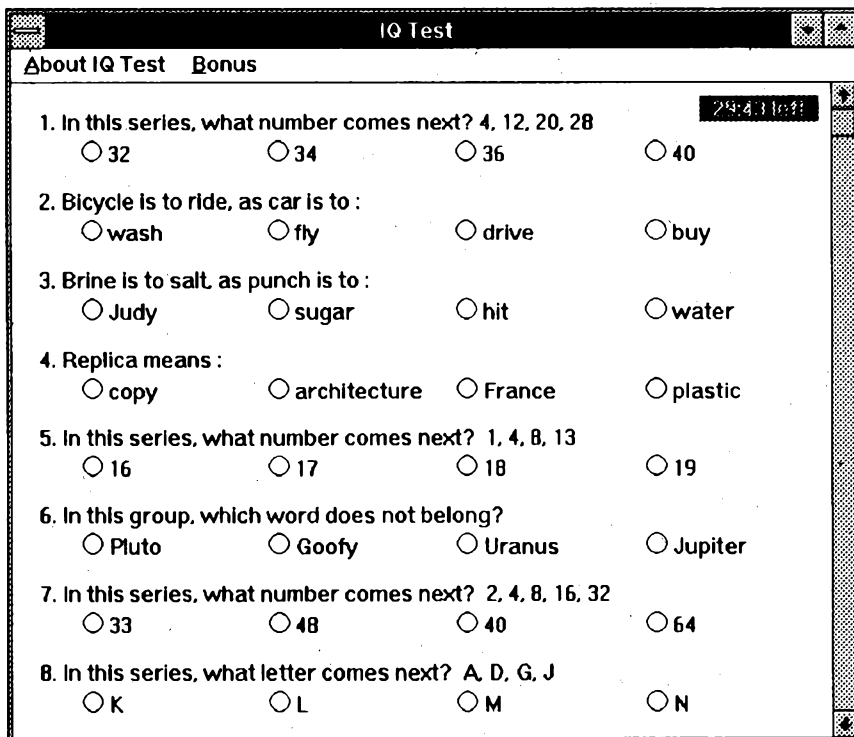 IQ Test
About IQ Test Bonus
29:43 left
1. In this series, what number comes next? 4, 12, 20, 28
32 34 36 40
2. Bicycle is to ride, as car is to :
wash fly drive buy
3. Brine is to salt, as punch is to :
Judy sugar hit water
4. Replica means :
copy architecture France plastic
5. In this series, what number comes next? 1, 4, 8, 13
16 17 18 19
6. In this group, which word does not belong?
Pluto Goofy Uranus Jupiter
7. In this series, what number comes next? 2, 4, 8, 16, 32
33 48 40 64
8. In this series, what letter comes next? A, D, G, J
K L M N